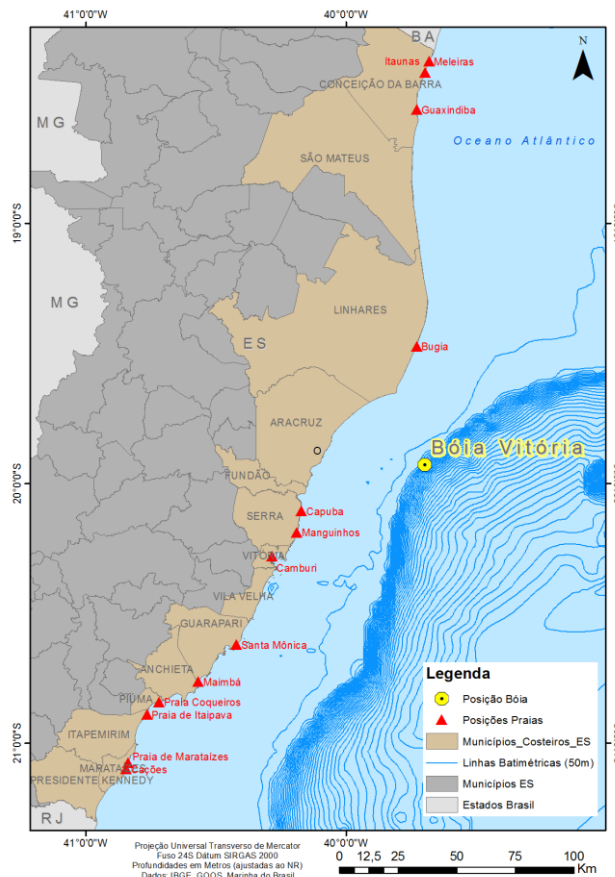 41°0'0"W
40°0'0"W
BA
N
Itaunas
Meleiras
CONCEIÇÃO DA BARRA
Guaxindiba
MG
Oceano Atlântico
SÃO MATEUS
19°0'0"S
MG
LINHARES
ES
Bugia
ARACRUZ
Bóia Vitória
FUNDÃO
20°0'0"S
Capuba
SERRA
Manguinhos
VITÓRIA
Camburi
VILA VELHA
GUARAPARI
Santa Mônica
ANCHIETA
Maimbá
PIÚMA
Praia Coqueiros
Praia de Itaipava
ITAPEMIRIM
21°0'0"S
Praia de Marataízes
Cações
PRESIDENTE KENNEDY
RJ
Legenda
Posição Bóia
Posições Praias
Municípios_Costeiros_ES
Linhas Batimétricas (50m)
Municípios ES
Estados Brasil
41°0'0"W
40°0'0"W
Projeção Universal Transverso de Mercator
Fuso 24S Dátum SIRGAS 2000
Profundidades em Metros (ajustadas ao NR)
Dados: IBGE, GOOS, Marinha do Brasil
0 12,5 25 50 75 100
Km